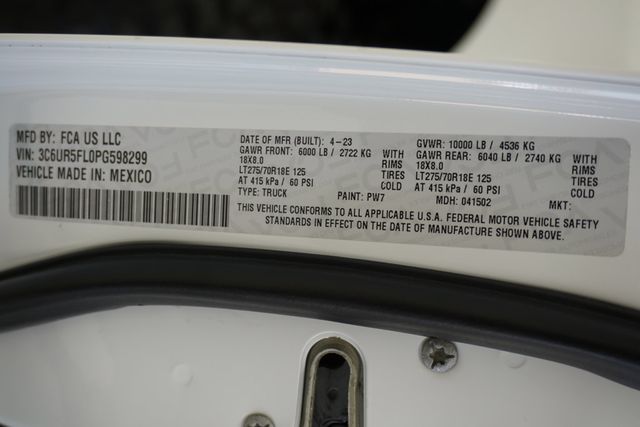 MFD BY: FCA US LLC
VIN: 3C6UR5FL0PG598299
VEHICLE MADE IN: MEXICO
DATE OF MFR (BUILT): 4-23
GAWR FRONT: 6000 LB / 2722 KG WITH
18X8.0 RIMS
LT275/70R18E 125 TIRES
AT 415 kPa / 60 PSI COLD
TYPE: TRUCK PAINT: PW7
GVWR: 10000 LB / 4536 KG
GAWR REAR: 6040 LB / 2740 KG WITH
18X8.0 RIMS
LT275/70R18E 125 TIRES
AT 415 kPa / 60 PSI COLD
MDH: 041502 MKT:
THIS VEHICLE CONFORMS TO ALL APPLICABLE U.S.A. FEDERAL MOTOR VEHICLE SAFETY
STANDARDS IN EFFECT ON THE DATE OF MANUFACTURE SHOWN ABOVE.